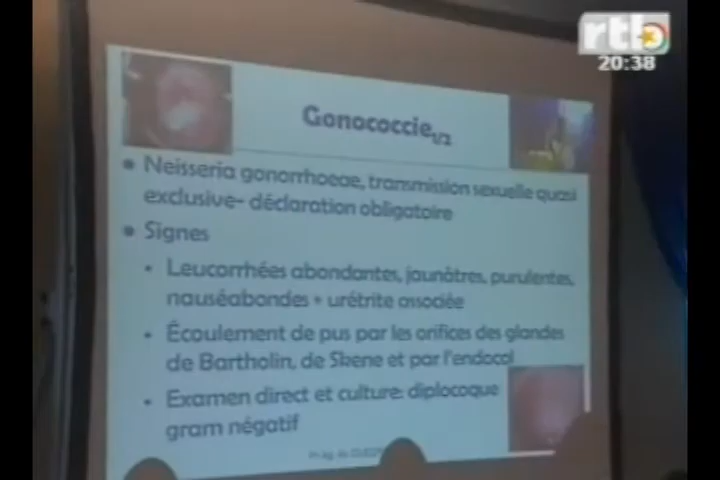 rtb
20:38
Gonococcie1/2
• Neisseria gonorrhoeae, transmission sexuelle quasi
exclusive- déclaration obligatoire
• Signes
• Leucorrhées abondantes, jaunâtres, purulentes,
nauséabondes + urétrite associée
• Écoulement de pus par les orifices des glandes
de Bartholin, de Skene et par l'endocol
• Examen direct et culture: diplocoque
gram négatif